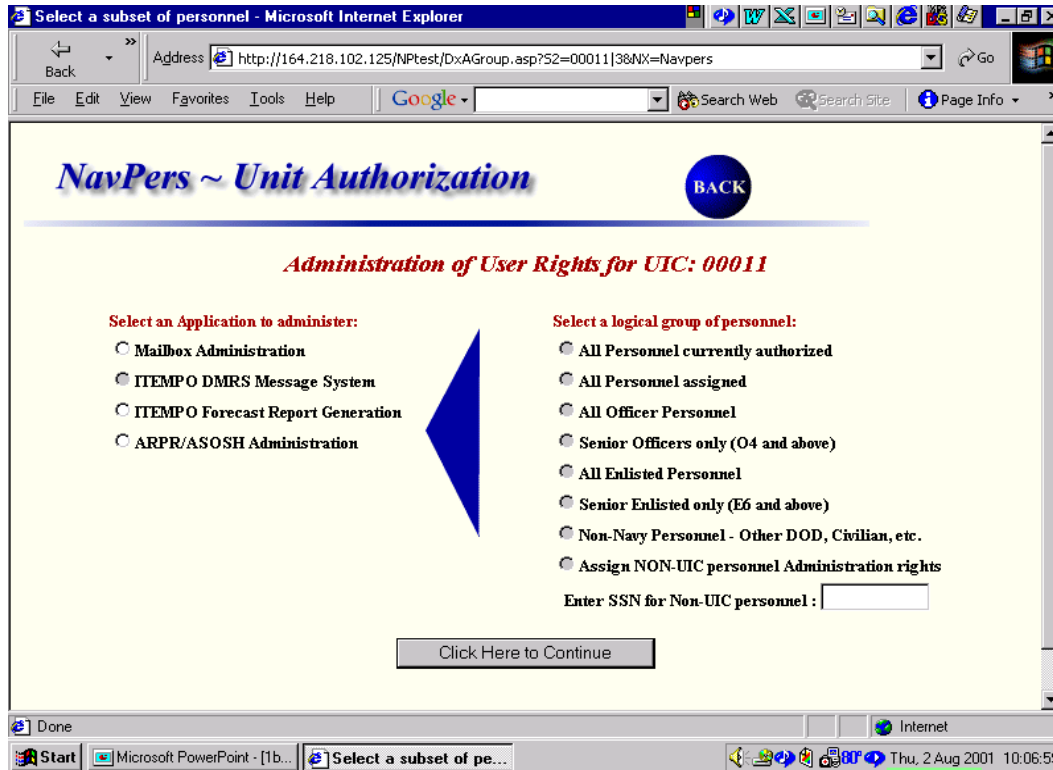 Select a subset of personnel - Microsoft Internet Explorer
Back
»
Address
http://164.218.102.125/NPtest/DxAGroup.asp?S2=00011|3&NX=Navpers
Go
File Edit View Favorites Tools Help
Google
Search Web
Search Site
Page Info
»
NavPers ~ Unit Authorization
BACK
Administration of User Rights for UIC: 00011
Select an Application to administer:
Mailbox Administration
ITEMPO DMRS Message System
ITEMPO Forecast Report Generation
ARPR/ASOSH Administration
Select a logical group of personnel:
All Personnel currently authorized
All Personnel assigned
All Officer Personnel
Senior Officers only (O4 and above)
All Enlisted Personnel
Senior Enlisted only (E6 and above)
Non-Navy Personnel - Other DOD, Civilian, etc.
Assign NON-UIC personnel Administration rights
Enter SSN for Non-UIC personnel :
Click Here to Continue
Done
Internet
Start
Microsoft PowerPoint - [1b...
Select a subset of pe...
80°
Thu, 2 Aug 2001 10:06:59